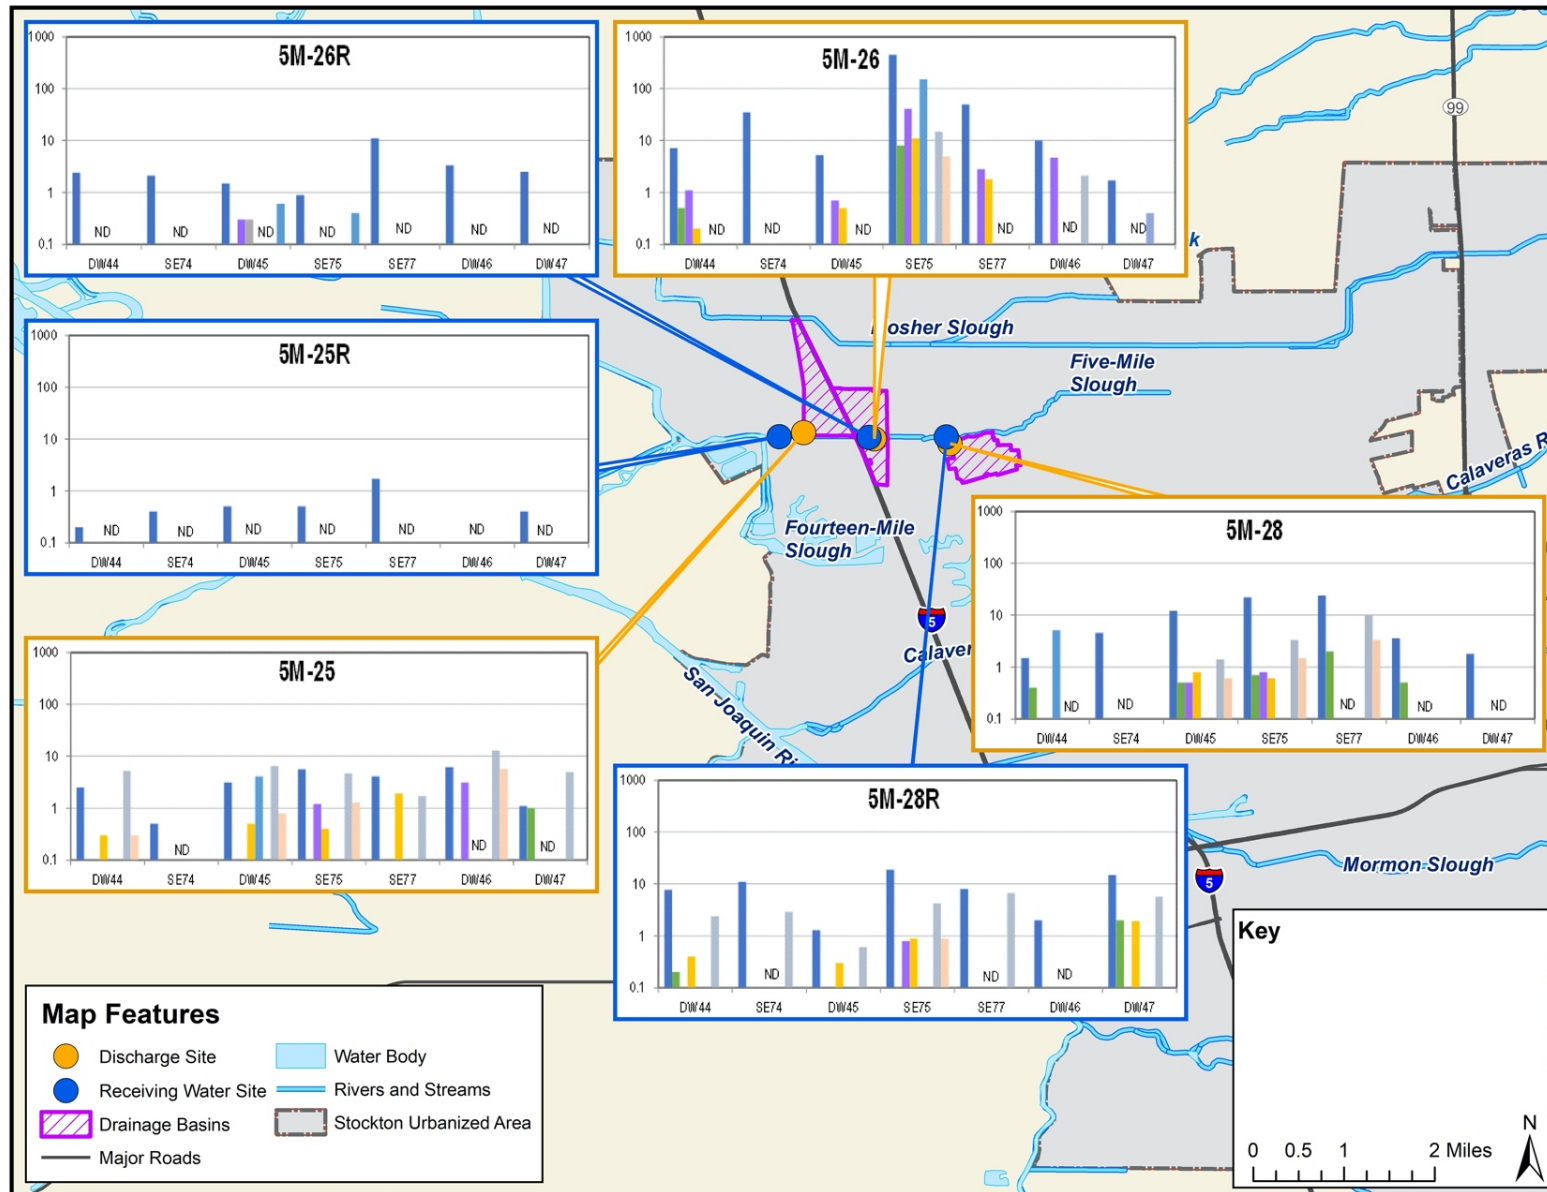 5M-26R
1000
100
10
1
0.1
ND
ND
ND
ND
ND
ND
ND
DW44
SE74
DW45
SE75
SE77
DW46
DW47
5M-26
1000
100
10
1
0.1
ND
ND
ND
ND
ND
ND
DW44
SE74
DW45
SE75
SE77
DW46
DW47
99
k
Mosher Slough
Five-Mile
Slough
5M-25R
1000
100
10
1
0.1
ND
ND
ND
ND
ND
ND
ND
DW44
SE74
DW45
SE75
SE77
DW46
DW47
Calaveras R
Fourteen-Mile
Slough
5
Calaver
San Joaquin Ri
5M-28
1000
100
10
1
0.1
ND
ND
ND
ND
ND
DW44
SE74
DW45
SE75
SE77
DW46
DW47
5M-25
1000
100
10
1
0.1
ND
ND
ND
DW44
SE74
DW45
SE75
SE77
DW46
DW47
5M-28R
1000
100
10
1
0.1
ND
ND
ND
DW44
SE74
DW45
SE75
SE77
DW46
DW47
Mormon Slough
5
Map Features
Discharge Site
Receiving Water Site
Drainage Basins
Major Roads
Water Body
Rivers and Streams
Stockton Urbanized Area
Key
0 0.5 1 2 Miles
N